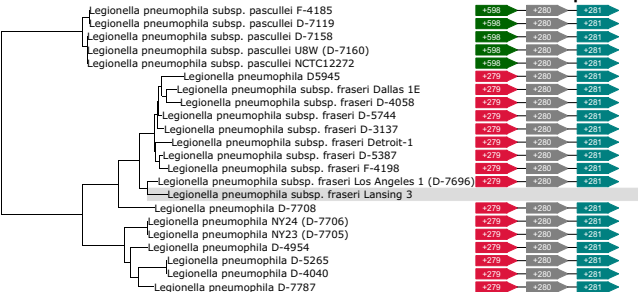 Legionella pneumophila subsp. pascullei F-4185 +598 +280 +281
Legionella pneumophila subsp. pascullei D-7119 +598 +280 +281
Legionella pneumophila subsp. pascullei D-7158 +598 +280 +281
Legionella pneumophila subsp. pascullei U8W (D-7160) +598 +280 +281
Legionella pneumophila subsp. pascullei NCTC12272 +598 +280 +281
Legionella pneumophila D5945 +279 +280 +281
Legionella pneumophila subsp. fraseri Dallas 1E +279 +280 +281
Legionella pneumophila subsp. fraseri D-4058 +279 +280 +281
Legionella pneumophila subsp. fraseri D-5744 +279 +280 +281
Legionella pneumophila subsp. fraseri D-3137 +279 +280 +281
Legionella pneumophila subsp. fraseri Detroit-1 +279 +280 +281
Legionella pneumophila subsp. fraseri D-5387 +279 +280 +281
Legionella pneumophila subsp. fraseri F-4198 +279 +280 +281
Legionella pneumophila subsp. fraseri Los Angeles 1 (D-7696) +279 +280 +281
Legionella pneumophila subsp. fraseri Lansing 3
Legionella pneumophila D-7708 +279 +280 +281
Legionella pneumophila NY24 (D-7706) +279 +280 +281
Legionella pneumophila NY23 (D-7705) +279 +280 +281
Legionella pneumophila D-4954 +279 +280 +281
Legionella pneumophila D-5265 +279 +280 +281
Legionella pneumophila D-4040 +279 +280 +281
Legionella pneumophila D-7787 +279 +280 +281